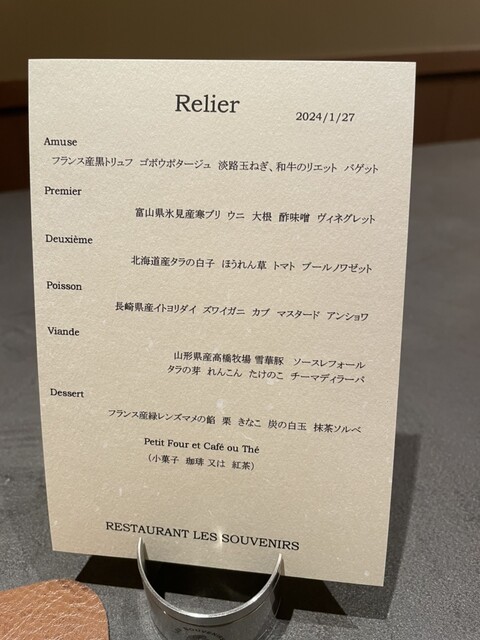 Relier
2024/1/27
Amuse
フランス産黒トリュフ ゴボウポタージュ 淡路玉ねぎ、和牛のリエット バゲット
Premier
富山県氷見産寒ブリ ウニ 大根 酢味噌 ヴィネグレット
Deuxième
北海道産タラの白子 ほうれん草 トマト ブールノワゼット
Poisson
長崎県産イトヨリダイ ズワイガニ カブ マスタード アンショワ
Viande
山形県産高橋牧場 雪華豚 ソースレフォール
タラの芽 れんこん たけのこ チーマディラーパ
Dessert
フランス産緑レンズマメの餡 栗 きなこ 炭の白玉 抹茶ソルベ
Petit Four et Café ou Thé
（小菓子 珈琲 又は 紅茶）
RESTAURANT LES SOUVENIRS